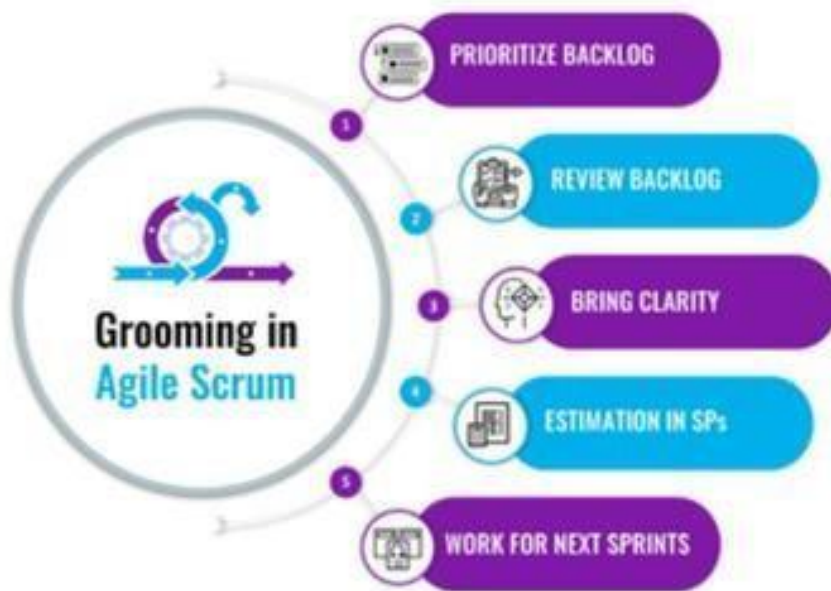 PRIORITIZE BACKLOG
1
REVIEW BACKLOG
2
Grooming in
Agile Scrum
3
BRING CLARITY
4
ESTIMATION IN SPs
5
WORK FOR NEXT SPRINTS